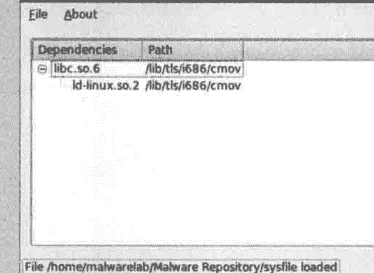 File About
Dependencies Path
libc.so.6 /lib/tls/i686/cmov
ld-linux.so.2 /lib/tls/i686/cmov
File /home/malwarelab/Malware Repository/sysfile loaded